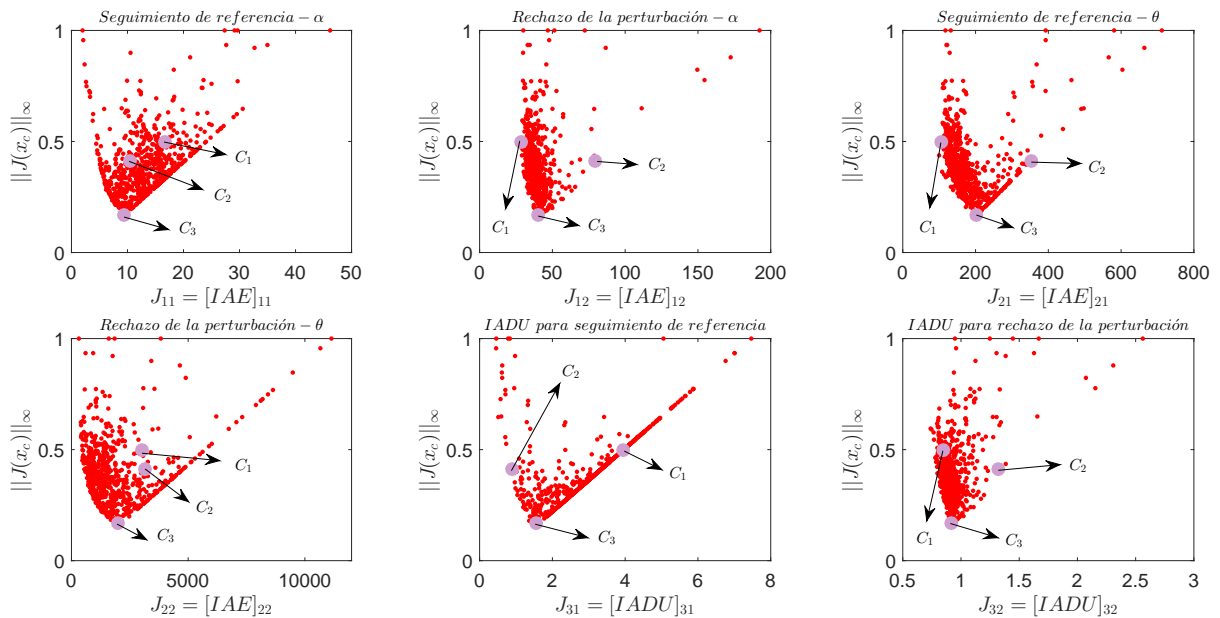 Seguimiento de referencia − α
||J(x_c)||_∞
1
0.5
0
C_1
C_2
C_3
0 10 20 30 40 50
J_11 = [IAE]_11
Rechazo de la perturbación − α
||J(x_c)||_∞
1
0.5
0
C_2
C_1
C_3
0 50 100 150 200
J_12 = [IAE]_12
Seguimiento de referencia − θ
||J(x_c)||_∞
1
0.5
0
C_2
C_1
C_3
0 200 400 600 800
J_21 = [IAE]_21
Rechazo de la perturbación − θ
||J(x_c)||_∞
1
0.5
0
C_1
C_2
C_3
0 5000 10000
J_22 = [IAE]_22
IADU para seguimiento de referencia
||J(x_c)||_∞
1
0.5
0
C_2
C_1
C_3
0 2 4 6 8
J_31 = [IADU]_31
IADU para rechazo de la perturbación
||J(x_c)||_∞
1
0.5
0
C_2
C_1
C_3
0.5 1 1.5 2 2.5 3
J_32 = [IADU]_32